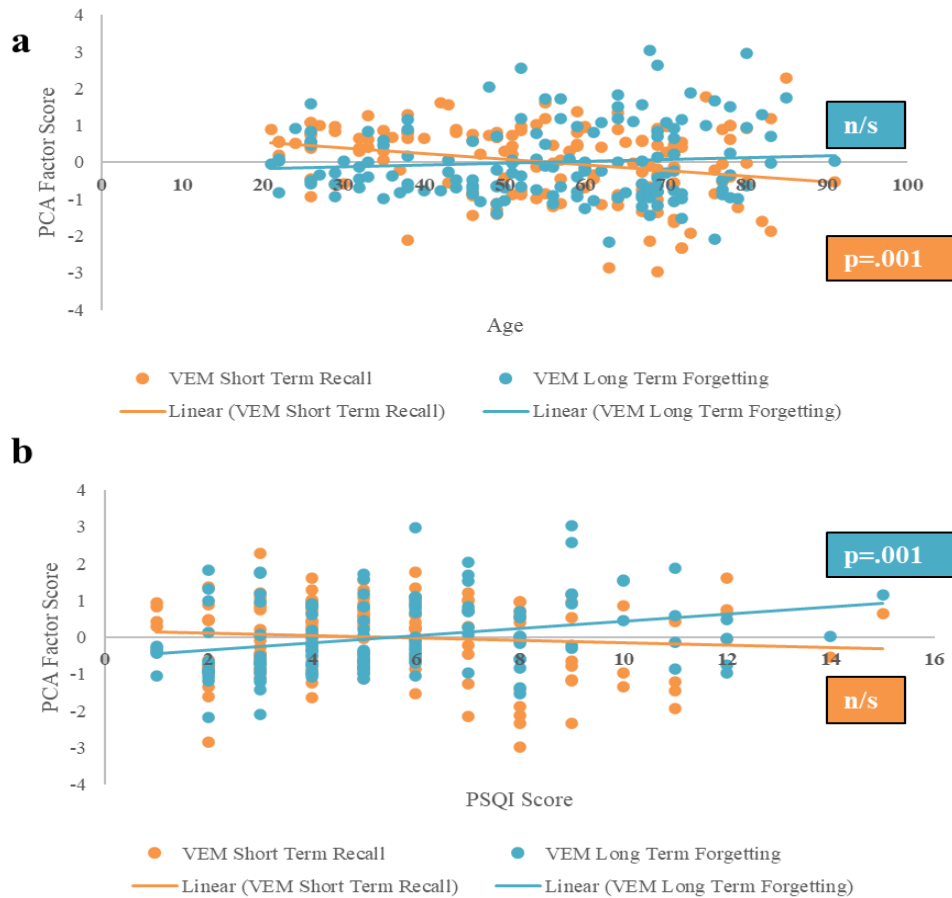 a
4
3
2
1
0
-1
-2
-3
-4
PCA Factor Score
0 10 20 30 40 50 60 70 80 90 100
n/s
p=.001
Age
VEM Short Term Recall VEM Long Term Forgetting
Linear (VEM Short Term Recall) Linear (VEM Long Term Forgetting)
b
4
3
2
1
0
-1
-2
-3
-4
PCA Factor Score
0 2 4 6 8 10 12 14 16
p=.001
n/s
PSQI Score
VEM Short Term Recall VEM Long Term Forgetting
Linear (VEM Short Term Recall) Linear (VEM Long Term Forgetting)